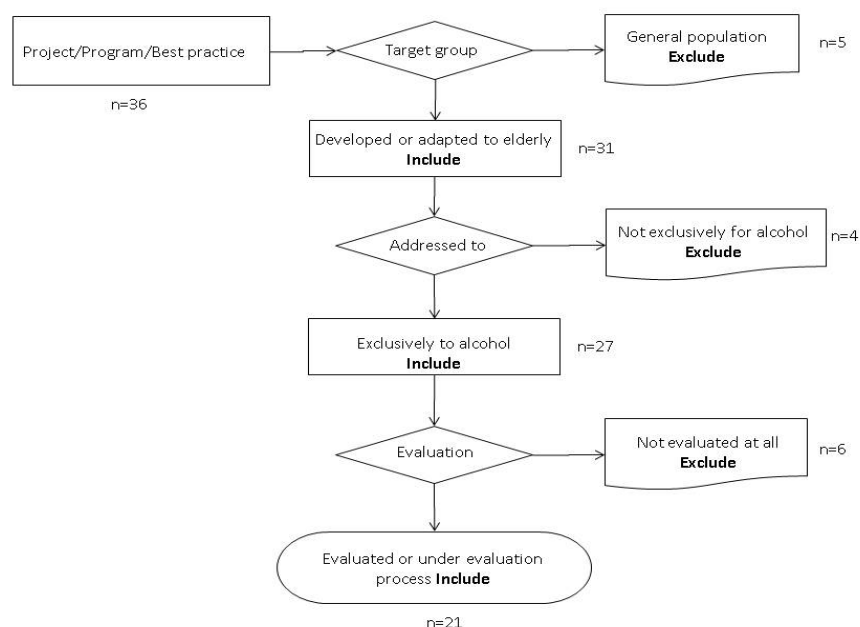 Project/Program/Best practice
n=36
Target group
General population
Exclude
n=5
Developed or adapted to elderly
Include
n=31
Addressed to
Not exclusively for alcohol
Exclude
n=4
Exclusively to alcohol
Include
n=27
Evaluation
Not evaluated at all
Exclude
n=6
Evaluated or under evaluation
process Include
n=21